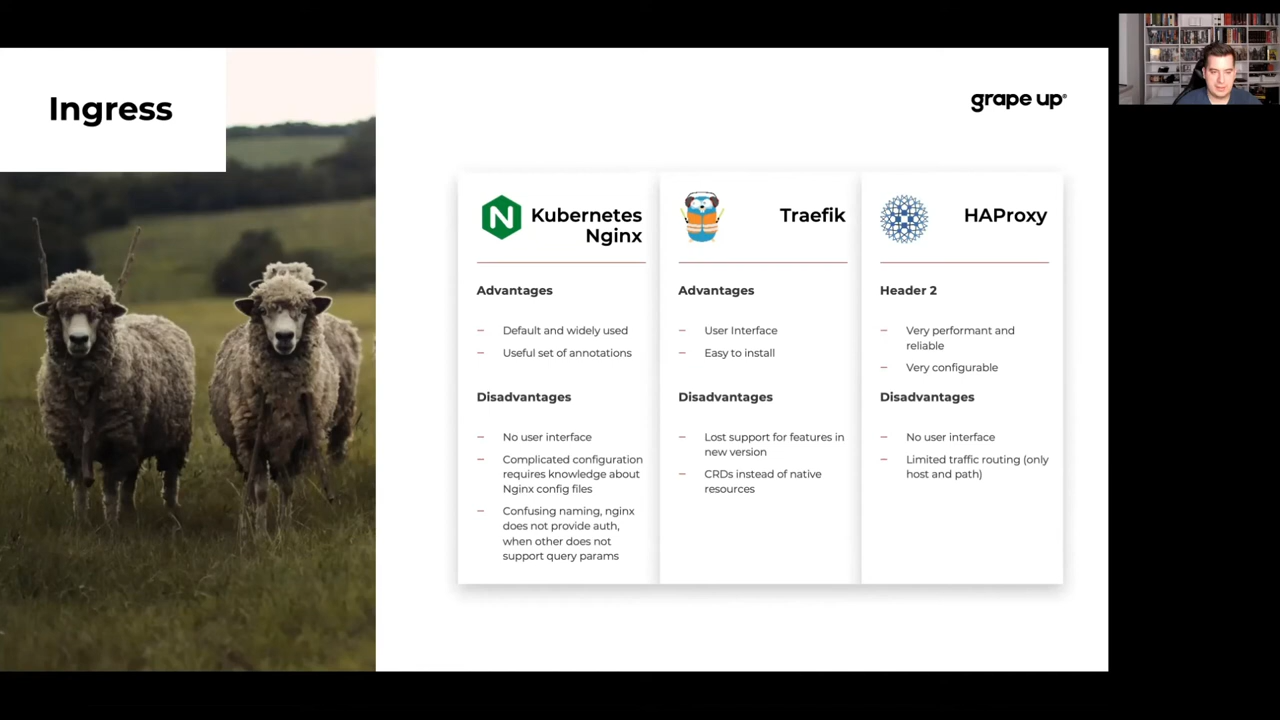 Ingress
grape up®
Kubernetes
Nginx
Advantages
– Default and widely used
– Useful set of annotations
Disadvantages
– No user interface
– Complicated configuration
requires knowledge about
Nginx config files
– Confusing naming, nginx
does not provide auth,
when other does not
support query params
Traefik
Advantages
– User Interface
– Easy to install
Disadvantages
– Lost support for features in
new version
– CRDs instead of native
resources
HAProxy
Header 2
– Very performant and
reliable
– Very configurable
Disadvantages
– No user interface
– Limited traffic routing (only
host and path)